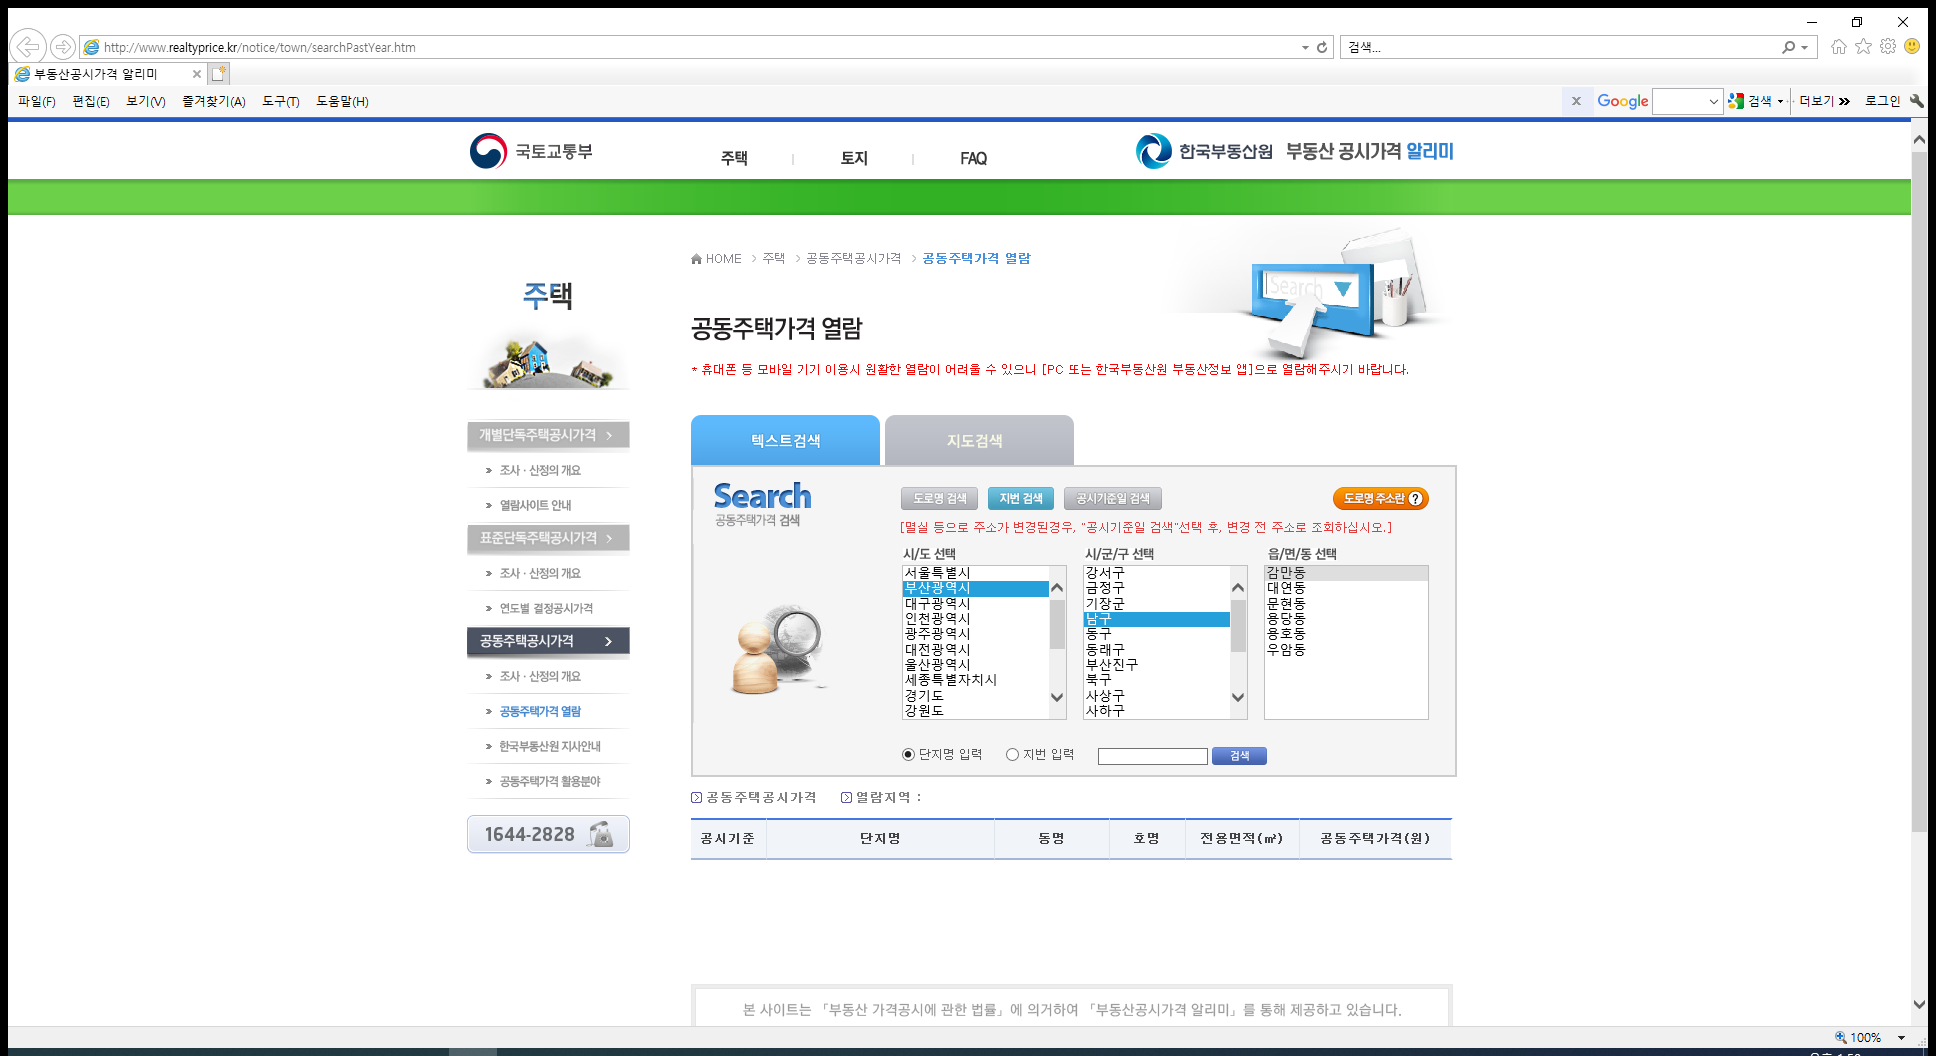 http://www.realtyprice.kr/notice/town/searchPastYear.htm
검색...
부동산공시가격 알리미
파일(F) 편집(E) 보기(V) 즐겨찾기(A) 도구(T) 도움말(H)
x Google 검색 더보기 » 로그인
국토교통부
주택 토지 FAQ
한국부동산원 부동산 공시가격 알리미
HOME > 주택 > 공동주택공시가격 > 공동주택가격 열람
Search
주택
공동주택가격 열람
* 휴대폰 등 모바일 기기 이용시 원활한 열람이 어려울 수 있으니 [PC 또는 한국부동산원 부동산정보 앱]으로 열람해주시기 바랍니다.
개별단독주택공시가격 >
» 조사 · 산정의 개요
» 열람사이트 안내
표준단독주택공시가격 >
» 조사 · 산정의 개요
» 연도별 결정공시가격
공동주택공시가격 >
» 조사 · 산정의 개요
» 공동주택가격 열람
» 한국부동산원 지사안내
» 공동주택가격 활용분야
1644-2828
텍스트검색 지도검색
Search
공동주택가격 검색
도로명 검색 지번 검색 공시기준일 검색 도로명 주소란 ?
[멸실 등으로 주소가 변경된경우, "공시기준일 검색"선택 후, 변경 전 주소로 조회하십시오.]
시/도 선택
서울특별시
부산광역시
대구광역시
인천광역시
광주광역시
대전광역시
울산광역시
세종특별자치시
경기도
강원도
시/군/구 선택
강서구
금정구
기장군
남구
동구
동래구
부산진구
북구
사상구
사하구
읍/면/동 선택
감만동
대연동
문현동
용당동
용호동
우암동
단지명 입력 지번 입력 검색
공동주택공시가격 열람지역 :
공시기준 단지명 동명 호명 전용면적(㎡) 공동주택가격(원)
본 사이트는 「부동산 가격공시에 관한 법률」에 의거하여 「부동산공시가격 알리미」를 통해 제공하고 있습니다.
100%